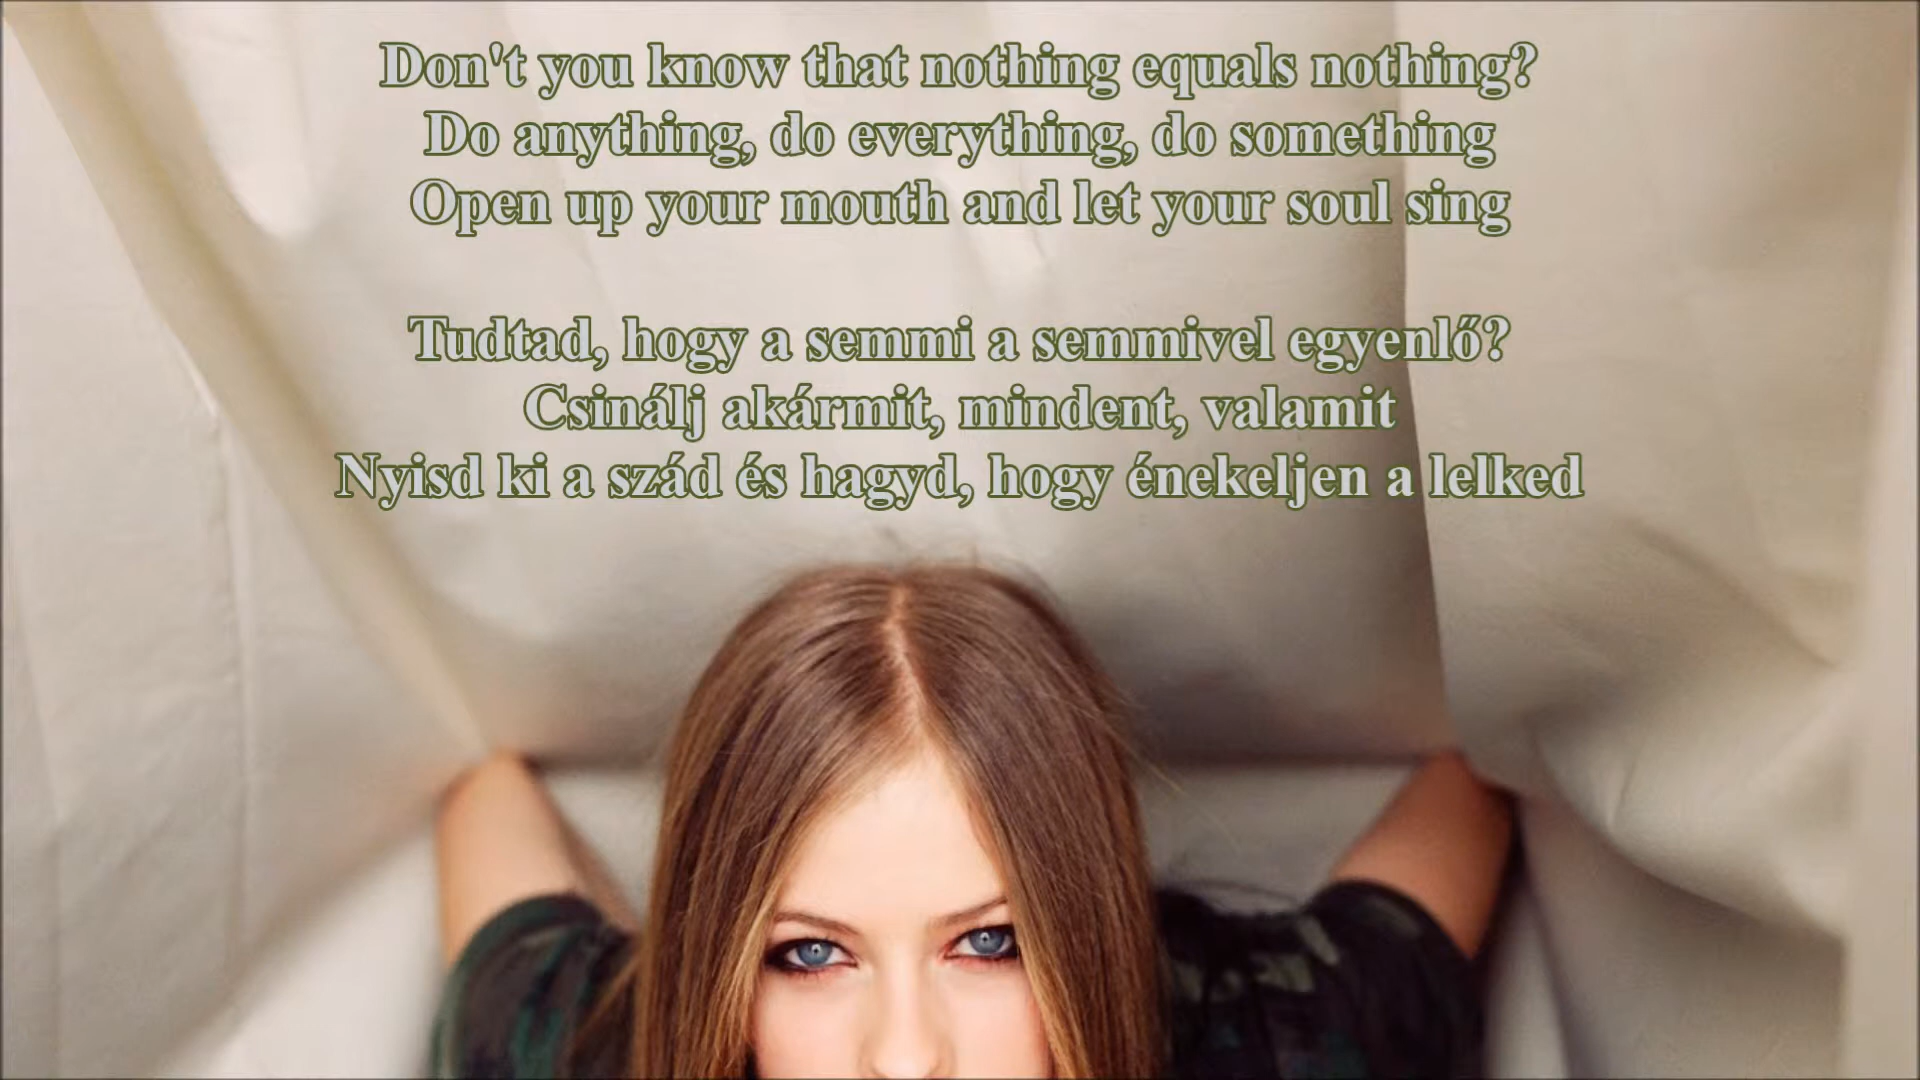 Don't you know that nothing equals nothing?
Do anything, do everything, do something
Open up your mouth and let your soul sing
Tudtad, hogy a semmi a semmivel egyenlő?
Csinálj akármit, mindent, valamit
Nyisd ki a szád és hagyd, hogy énekeljen a lelked